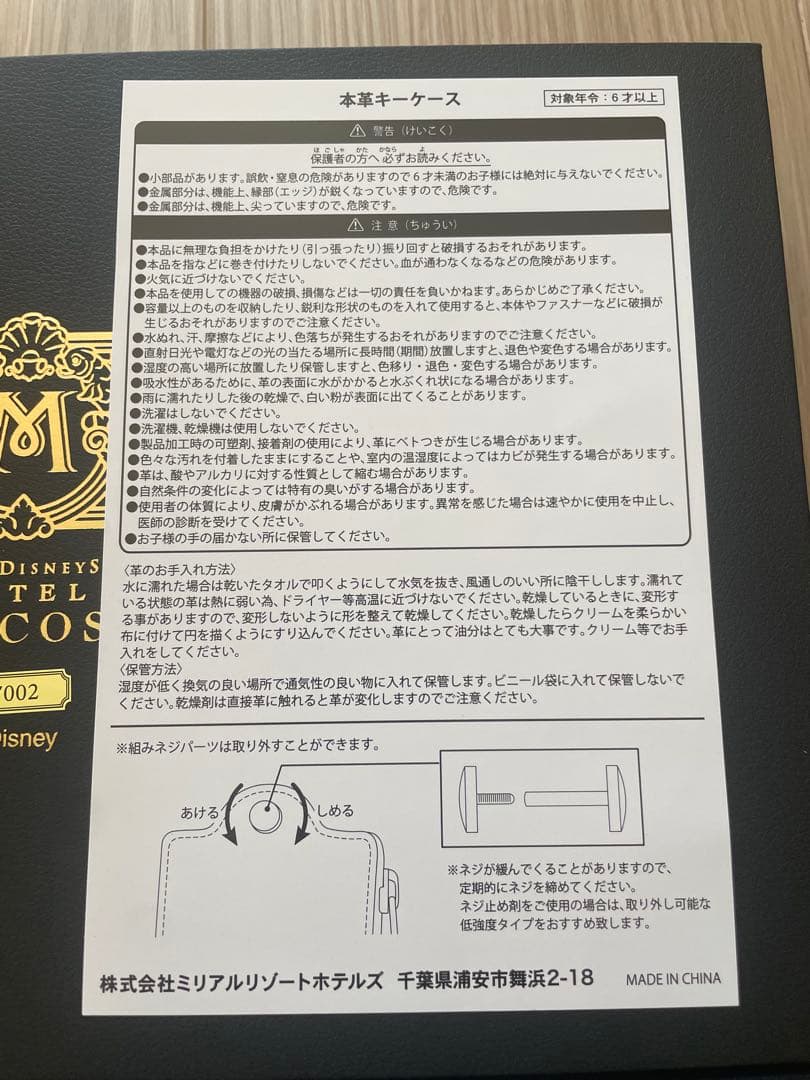 本革キーケース
対象年令：6才以上
⚠ 警告（けいこく）
ほごしゃ かた かなら よ
保護者の方へ必ずお読みください。
●小部品があります。誤飲・窒息の危険がありますので6才未満のお子様には絶対に与えないでください。
●金属部分は、機能上、縁部（エッジ）が鋭くなっていますので、危険です。
●金属部分は、機能上、尖っていますので、危険です。
⚠ 注意（ちゅうい）
●本品に無理な負担をかけたり（引っ張ったり）振り回すと破損するおそれがあります。
●本品を指などに巻き付けたりしないでください。血が通わなくなるなどの危険があります。
●火気に近づけないでください。
●本品を使用しての機器の破損、損傷などは一切の責任を負いかねます。あらかじめご了承ください。
●容量以上のものを収納したり、鋭利な形状のものを入れて使用すると、本体やファスナーなどに破損が
生じるおそれがありますのでご注意ください。
●水ぬれ、汗、摩擦などにより、色落ちが発生するおそれがありますのでご注意ください。
●直射日光や電灯などの光の当たる場所に長時間（期間）放置しますと、退色や変色する場合があります。
●湿度の高い場所に放置したり保管しますと、色移り・退色・変色する場合があります。
●吸水性があるために、革の表面に水がかかると水ぶくれ状になる場合があります。
●雨に濡れたりした後の乾燥で、白い粉が表面に出てくることがあります。
●洗濯はしないでください。
●洗濯機、乾燥機は使用しないでください。
●製品加工時の可塑剤、接着剤の使用により、革にベトつきが生じる場合があります。
●色々な汚れを付着したままにすることや、室内の温湿度によってはカビが発生する場合があります。
●革は、酸やアルカリに対する性質として縮む場合があります。
●自然条件の変化によっては特有の臭いがする場合があります。
●使用者の体質により、皮膚がかぶれる場合があります。異常を感じた場合は速やかに使用を中止し、
医師の診断を受けてください。
●お子様の手の届かない所に保管してください。
〈革のお手入れ方法〉
水に濡れた場合は乾いたタオルで叩くようにして水気を抜き、風通しのいい所に陰干しします。濡れて
いる状態の革は熱に弱い為、ドライヤー等高温に近づけないでください。乾燥しているときに、変形す
る事がありますので、変形しないように形を整えて乾燥してください。乾燥したらクリームを柔らかい
布に付けて円を描くようにすり込んでください。革にとって油分はとても大事です。クリーム等でお手
入れをしてください。
〈保管方法〉
湿度が低く換気の良い場所で通気性の良い物に入れて保管します。ビニール袋に入れて保管しないで
ください。乾燥剤は直接革に触れると革が変化しますのでご注意ください。
※組みネジパーツは取り外すことができます。
あける
しめる
※ネジが緩んでくることがありますので、
定期的にネジを締めてください。
ネジ止め剤をご使用の場合は、取り外し可能な
低強度タイプをおすすめ致します。
株式会社ミリアルリゾートホテルズ 千葉県浦安市舞浜2-18
MADE IN CHINA
M
DISNEYS
TEL
COS
7002
Disney